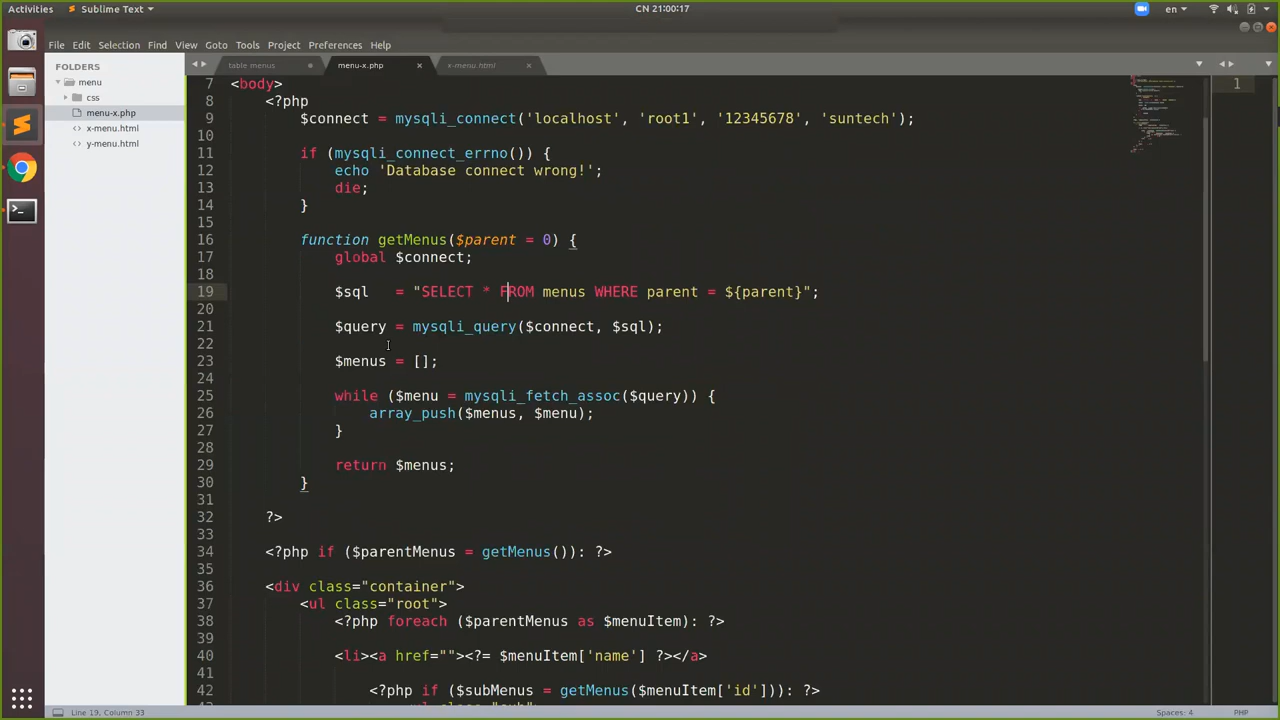 Activities Sublime Text CN 21:00:17 en
File Edit Selection Find View Goto Tools Project Preferences Help
FOLDERS
menu
css
menu-x.php
x-menu.html
y-menu.html
table menus menu-x.php x-menu.html
7 <body>
8 <?php
9 $connect = mysqli_connect('localhost', 'root1', '12345678', 'suntech');
10
11 if (mysqli_connect_errno()) {
12 echo 'Database connect wrong!';
13 die;
14 }
15
16 function getMenus($parent = 0) {
17 global $connect;
18
19 $sql = "SELECT * FROM menus WHERE parent = ${parent}";
20
21 $query = mysqli_query($connect, $sql);
22
23 $menus = [];
24
25 while ($menu = mysqli_fetch_assoc($query)) {
26 array_push($menus, $menu);
27 }
28
29 return $menus;
30 }
31
32 ?>
33
34 <?php if ($parentMenus = getMenus()): ?>
35
36 <div class="container">
37 <ul class="root">
38 <?php foreach ($parentMenus as $menuItem): ?>
39
40 <li><a href=""><?= $menuItem['name'] ?></a>
41
42 <?php if ($subMenus = getMenus($menuItem['id'])): ?>
1
Line 19, Column 33 Spaces: 4 PHP